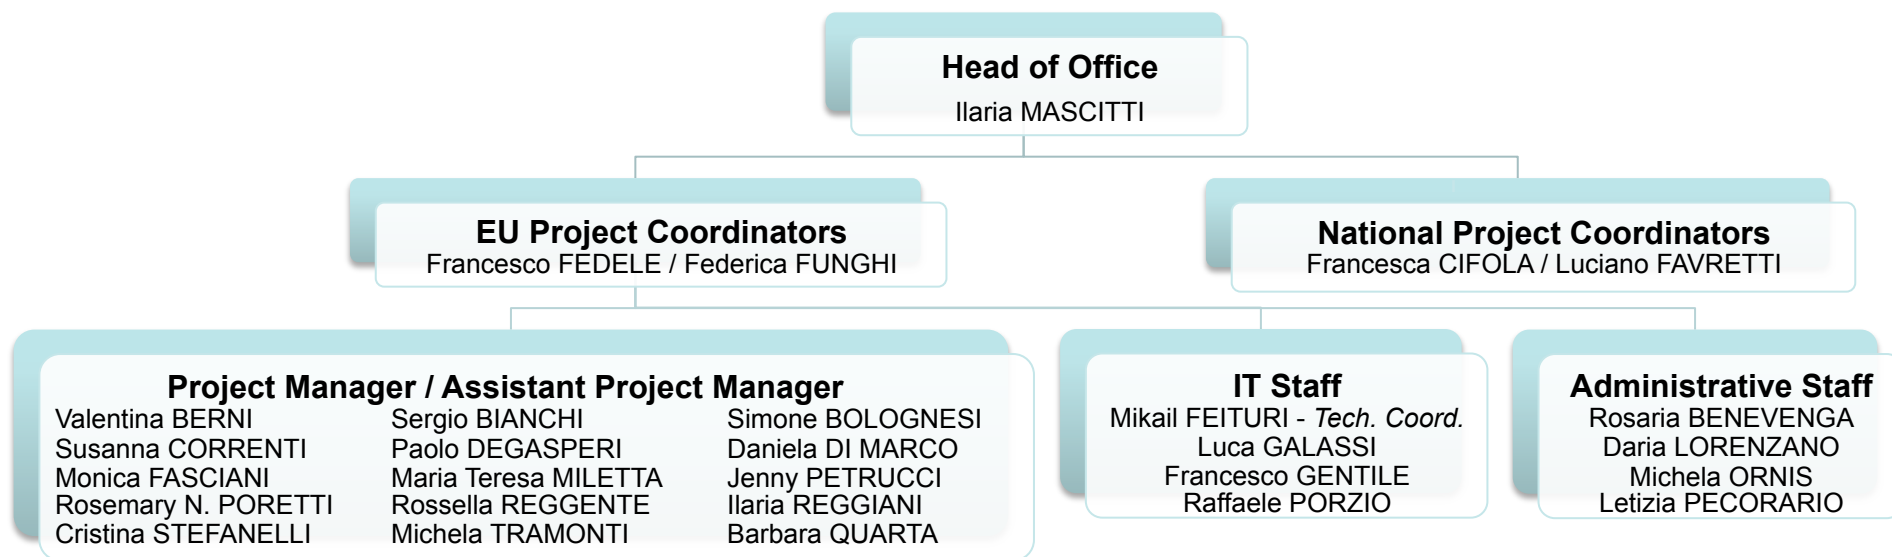 Head of Office
Ilaria MASCITTI
EU Project Coordinators
Francesco FEDELE / Federica FUNGHI
National Project Coordinators
Francesca CIFOLA / Luciano FAVRETTI
Project Manager / Assistant Project Manager
Valentina BERNI Sergio BIANCHI Simone BOLOGNESI
Susanna CORRENTI Paolo DEGASPERI Daniela DI MARCO
Monica FASCIANI Maria Teresa MILETTA Jenny PETRUCCI
Rosemary N. PORETTI Rossella REGGENTE Ilaria REGGIANI
Cristina STEFANELLI Michela TRAMONTI Barbara QUARTA
IT Staff
Mikail FEITURI - Tech. Coord.
Luca GALASSI
Francesco GENTILE
Raffaele PORZIO
Administrative Staff
Rosaria BENEVENGA
Daria LORENZANO
Michela ORNIS
Letizia PECORARIO